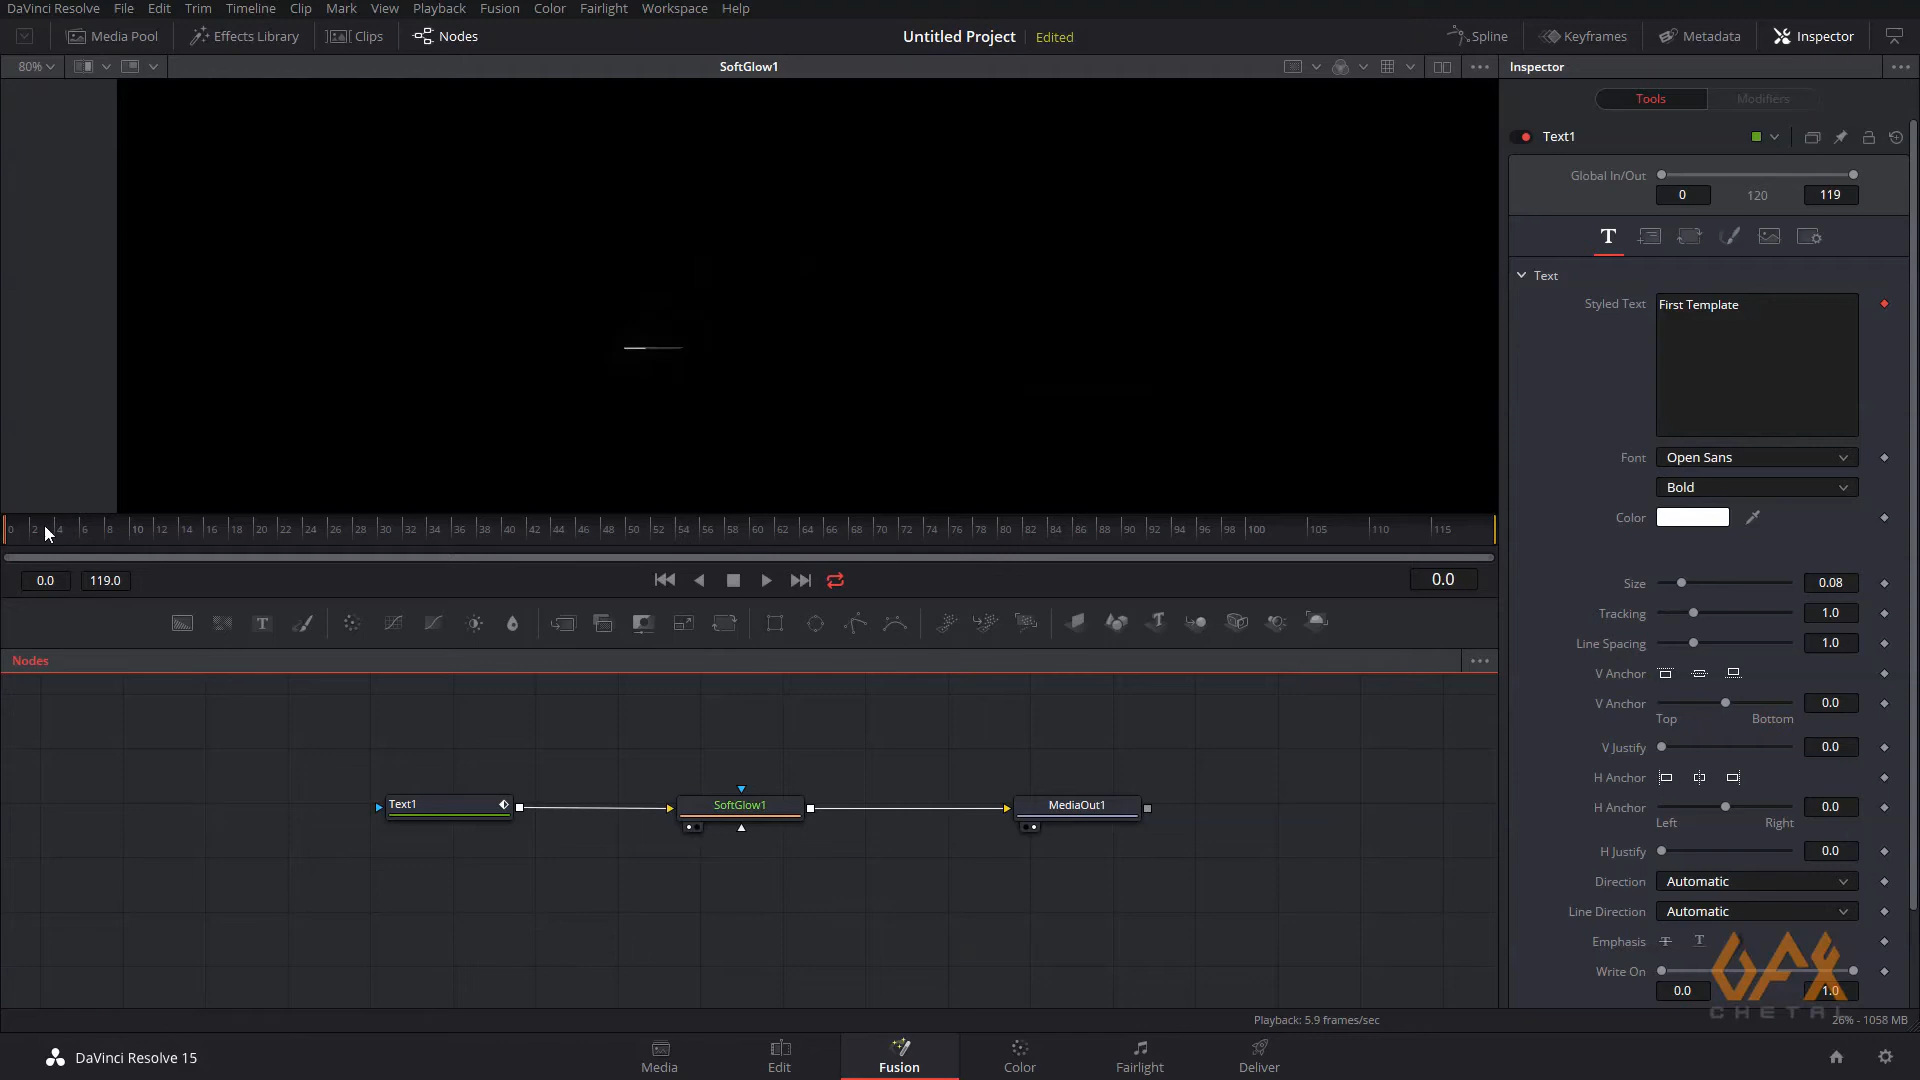 DaVinci Resolve File Edit Trim Timeline Clip Mark View Playback Fusion Color Fairlight Workspace Help
Media Pool Effects Library Clips Nodes Untitled Project Edited Spline Keyframes Metadata Inspector
80% SoftGlow1 Inspector
Tools Modifiers
Text1
Global In/Out
0 120 119
T
Text
Styled Text First Template
Font Open Sans
Bold
Color
0 2 4 6 8 10 12 14 16 18 20 22 24 26 28 30 32 34 36 38 40 42 44 46 48 50 52 54 56 58 60 62 64 66 68 70 72 74 76 78 80 82 84 86 88 90 92 94 96 98 100 105 110 115
0.0 119.0 0.0
Size 0.08
Tracking 1.0
Line Spacing 1.0
V Anchor
V Anchor 0.0
Top Bottom
V Justify 0.0
H Anchor
H Anchor 0.0
Left Right
H Justify 0.0
Direction Automatic
Line Direction Automatic
Emphasis
Write On
0.0 1.0
Nodes
Text1 SoftGlow1 MediaOut1
GFX
CHETRI
Playback: 5.9 frames/sec 26% - 1058 MB
DaVinci Resolve 15 Media Edit Fusion Color Fairlight Deliver